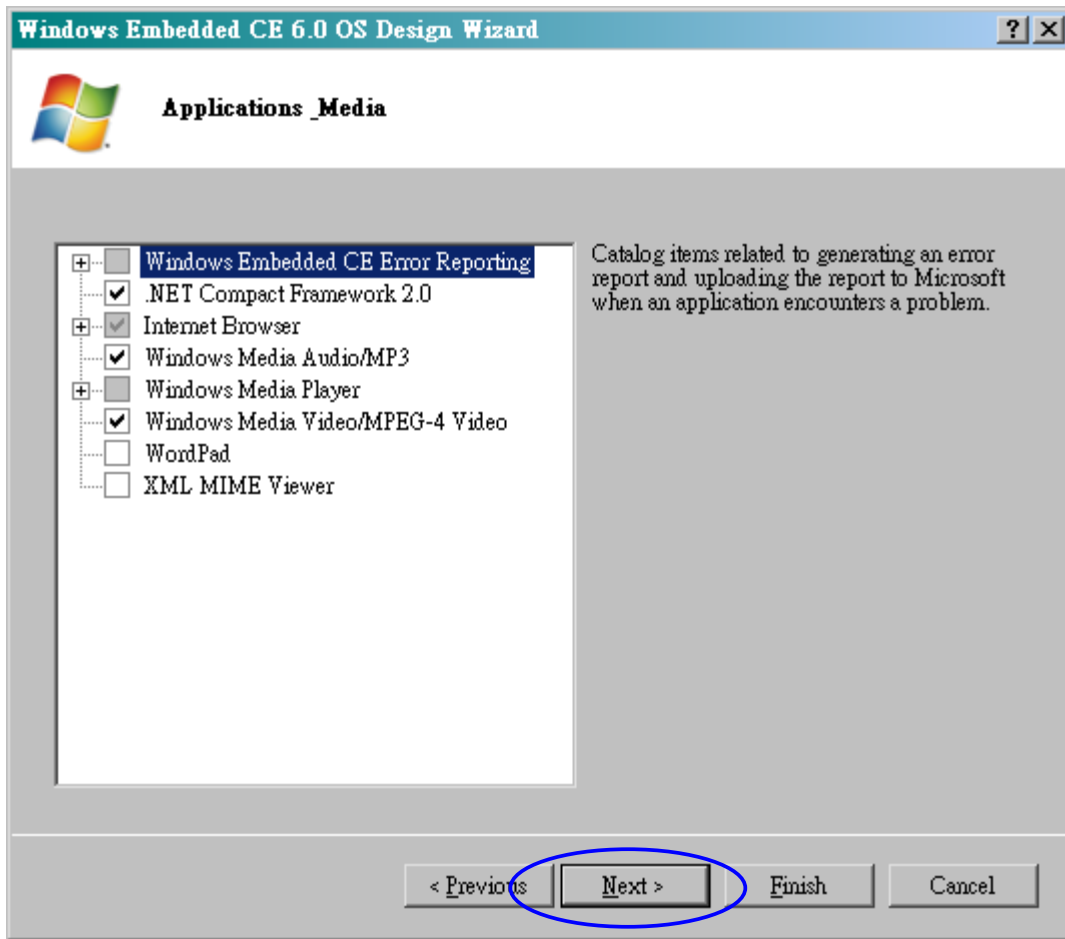 Windows Embedded CE 6.0 OS Design Wizard
Applications _Media
Windows Embedded CE Error Reporting
.NET Compact Framework 2.0
Internet Browser
Windows Media Audio/MP3
Windows Media Player
Windows Media Video/MPEG-4 Video
WordPad
XML MIME Viewer
Catalog items related to generating an error
report and uploading the report to Microsoft
when an application encounters a problem.
< Previous
Next >
Finish
Cancel